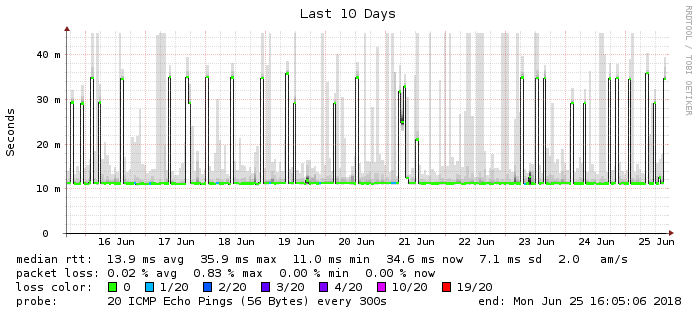 Last 10 Days
RRDTOOL / TOBI OETIKER
Seconds
40 m
30 m
20 m
10 m
0
16 Jun 17 Jun 18 Jun 19 Jun 20 Jun 21 Jun 22 Jun 23 Jun 24 Jun 25 Jun
median rtt: 13.9 ms avg 35.9 ms max 11.0 ms min 34.6 ms now 7.1 ms sd 2.0 am/s
packet loss: 0.02 % avg 0.83 % max 0.00 % min 0.00 % now
loss color: 0 1/20 2/20 3/20 4/20 10/20 19/20
probe: 20 ICMP Echo Pings (56 Bytes) every 300s end: Mon Jun 25 16:05:06 2018